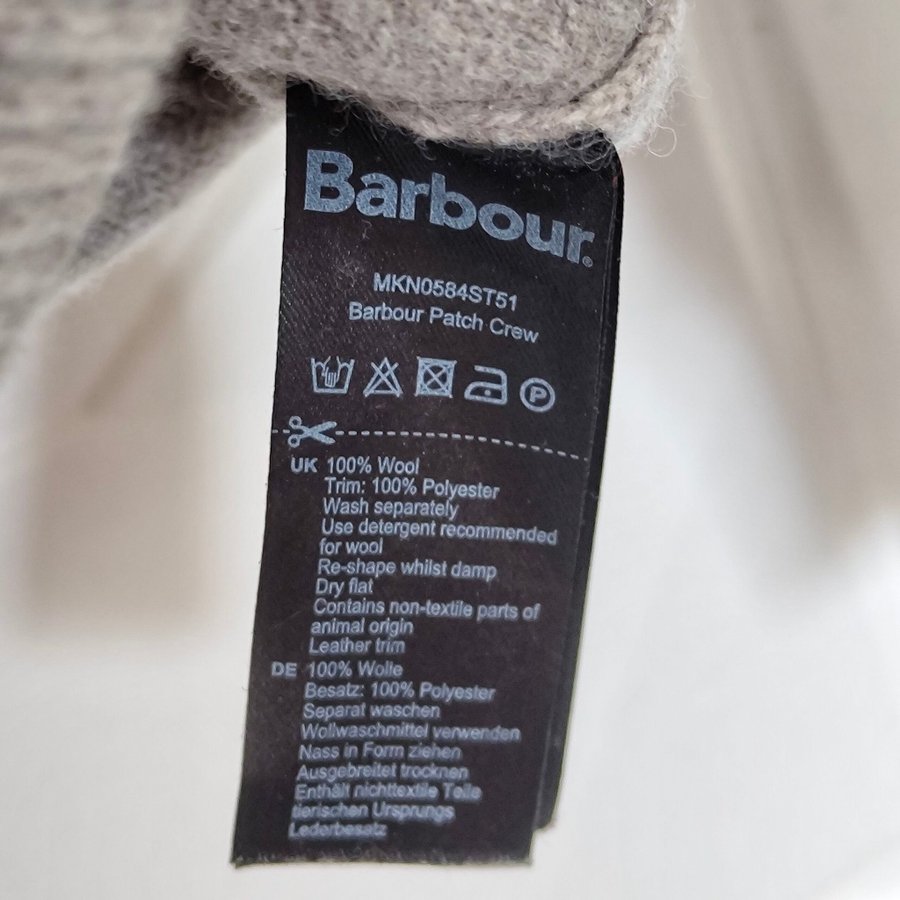 Barbour®
MKN0584ST51
Barbour Patch Crew
P
UK 100% Wool
Trim: 100% Polyester
Wash separately
Use detergent recommended
for wool
Re-shape whilst damp
Dry flat
Contains non-textile parts of
animal origin
Leather trim
DE 100% Wolle
Besatz: 100% Polyester
Separat waschen
Wollwaschmittel verwenden
Nass in Form ziehen
Ausgebreitet trocknen
Enthält nichttextile Teile
tierischen Ursprungs
Lederbesatz